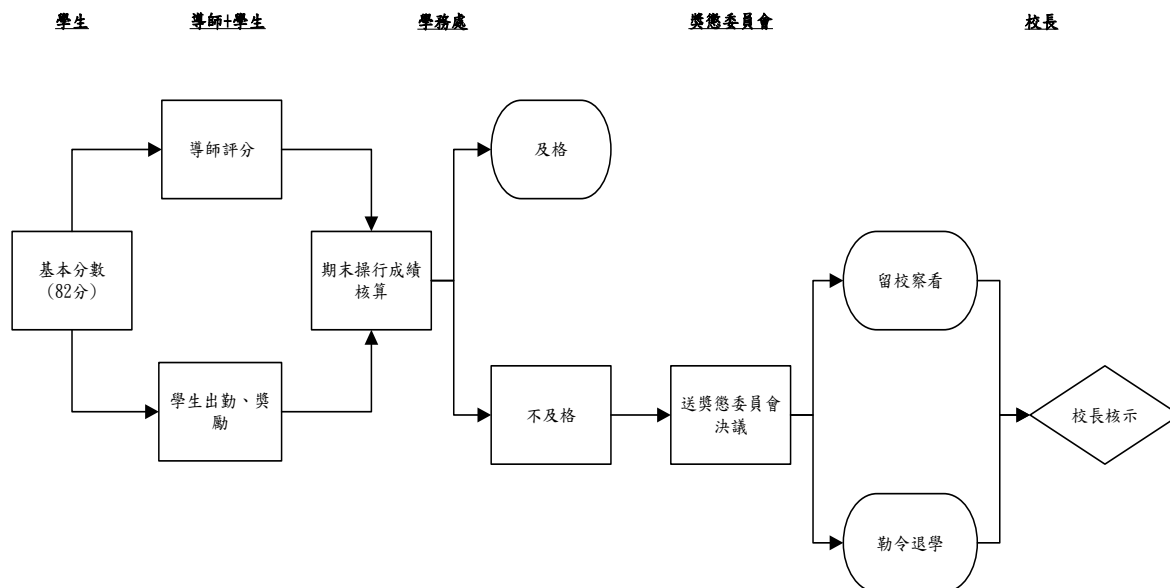 學生
導師+學生
學務處
獎懲委員會
校長
導師評分
及格
基本分數
(82分)
期末操行成績
核算
留校察看
學生出勤、獎
勵
不及格
送獎懲委員會
決議
校長核示
勒令退學